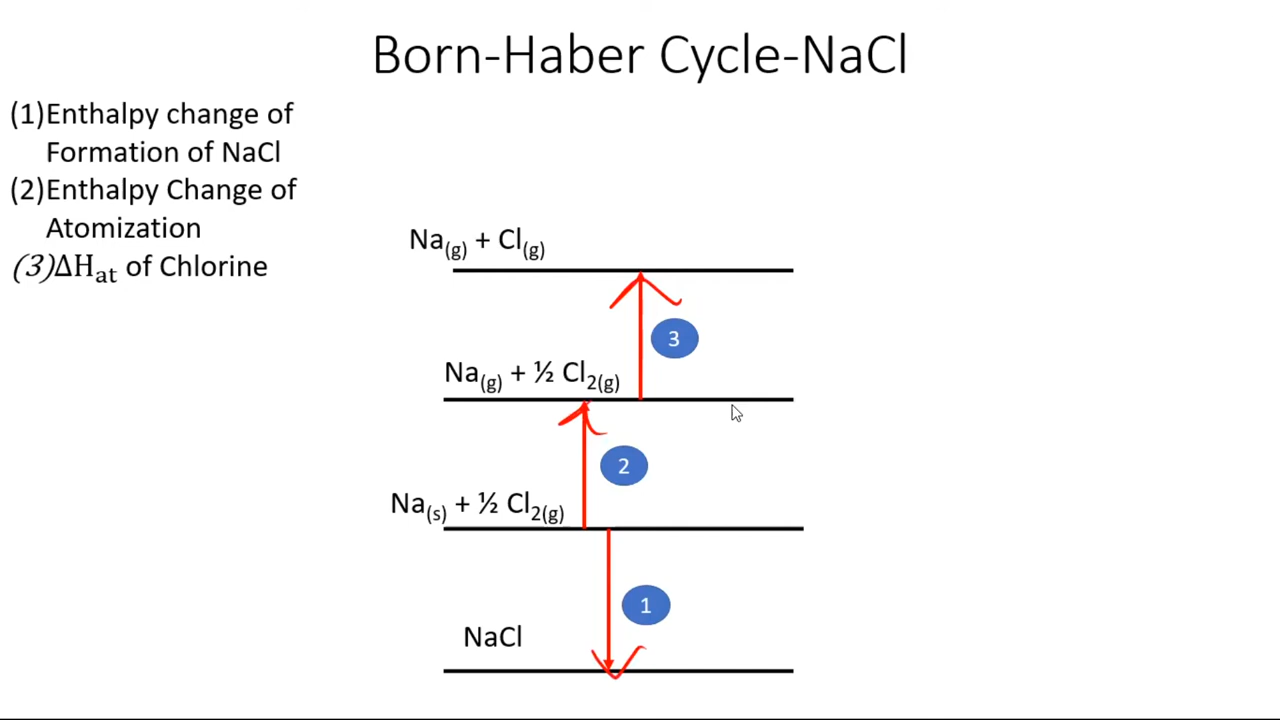 Born-Haber Cycle-NaCl
(1)Enthalpy change of
Formation of NaCl
(2)Enthalpy Change of
Atomization
(3)ΔHat of Chlorine
Na(g) + Cl(g)
3
Na(g) + ½ Cl2(g)
2
Na(s) + ½ Cl2(g)
1
NaCl